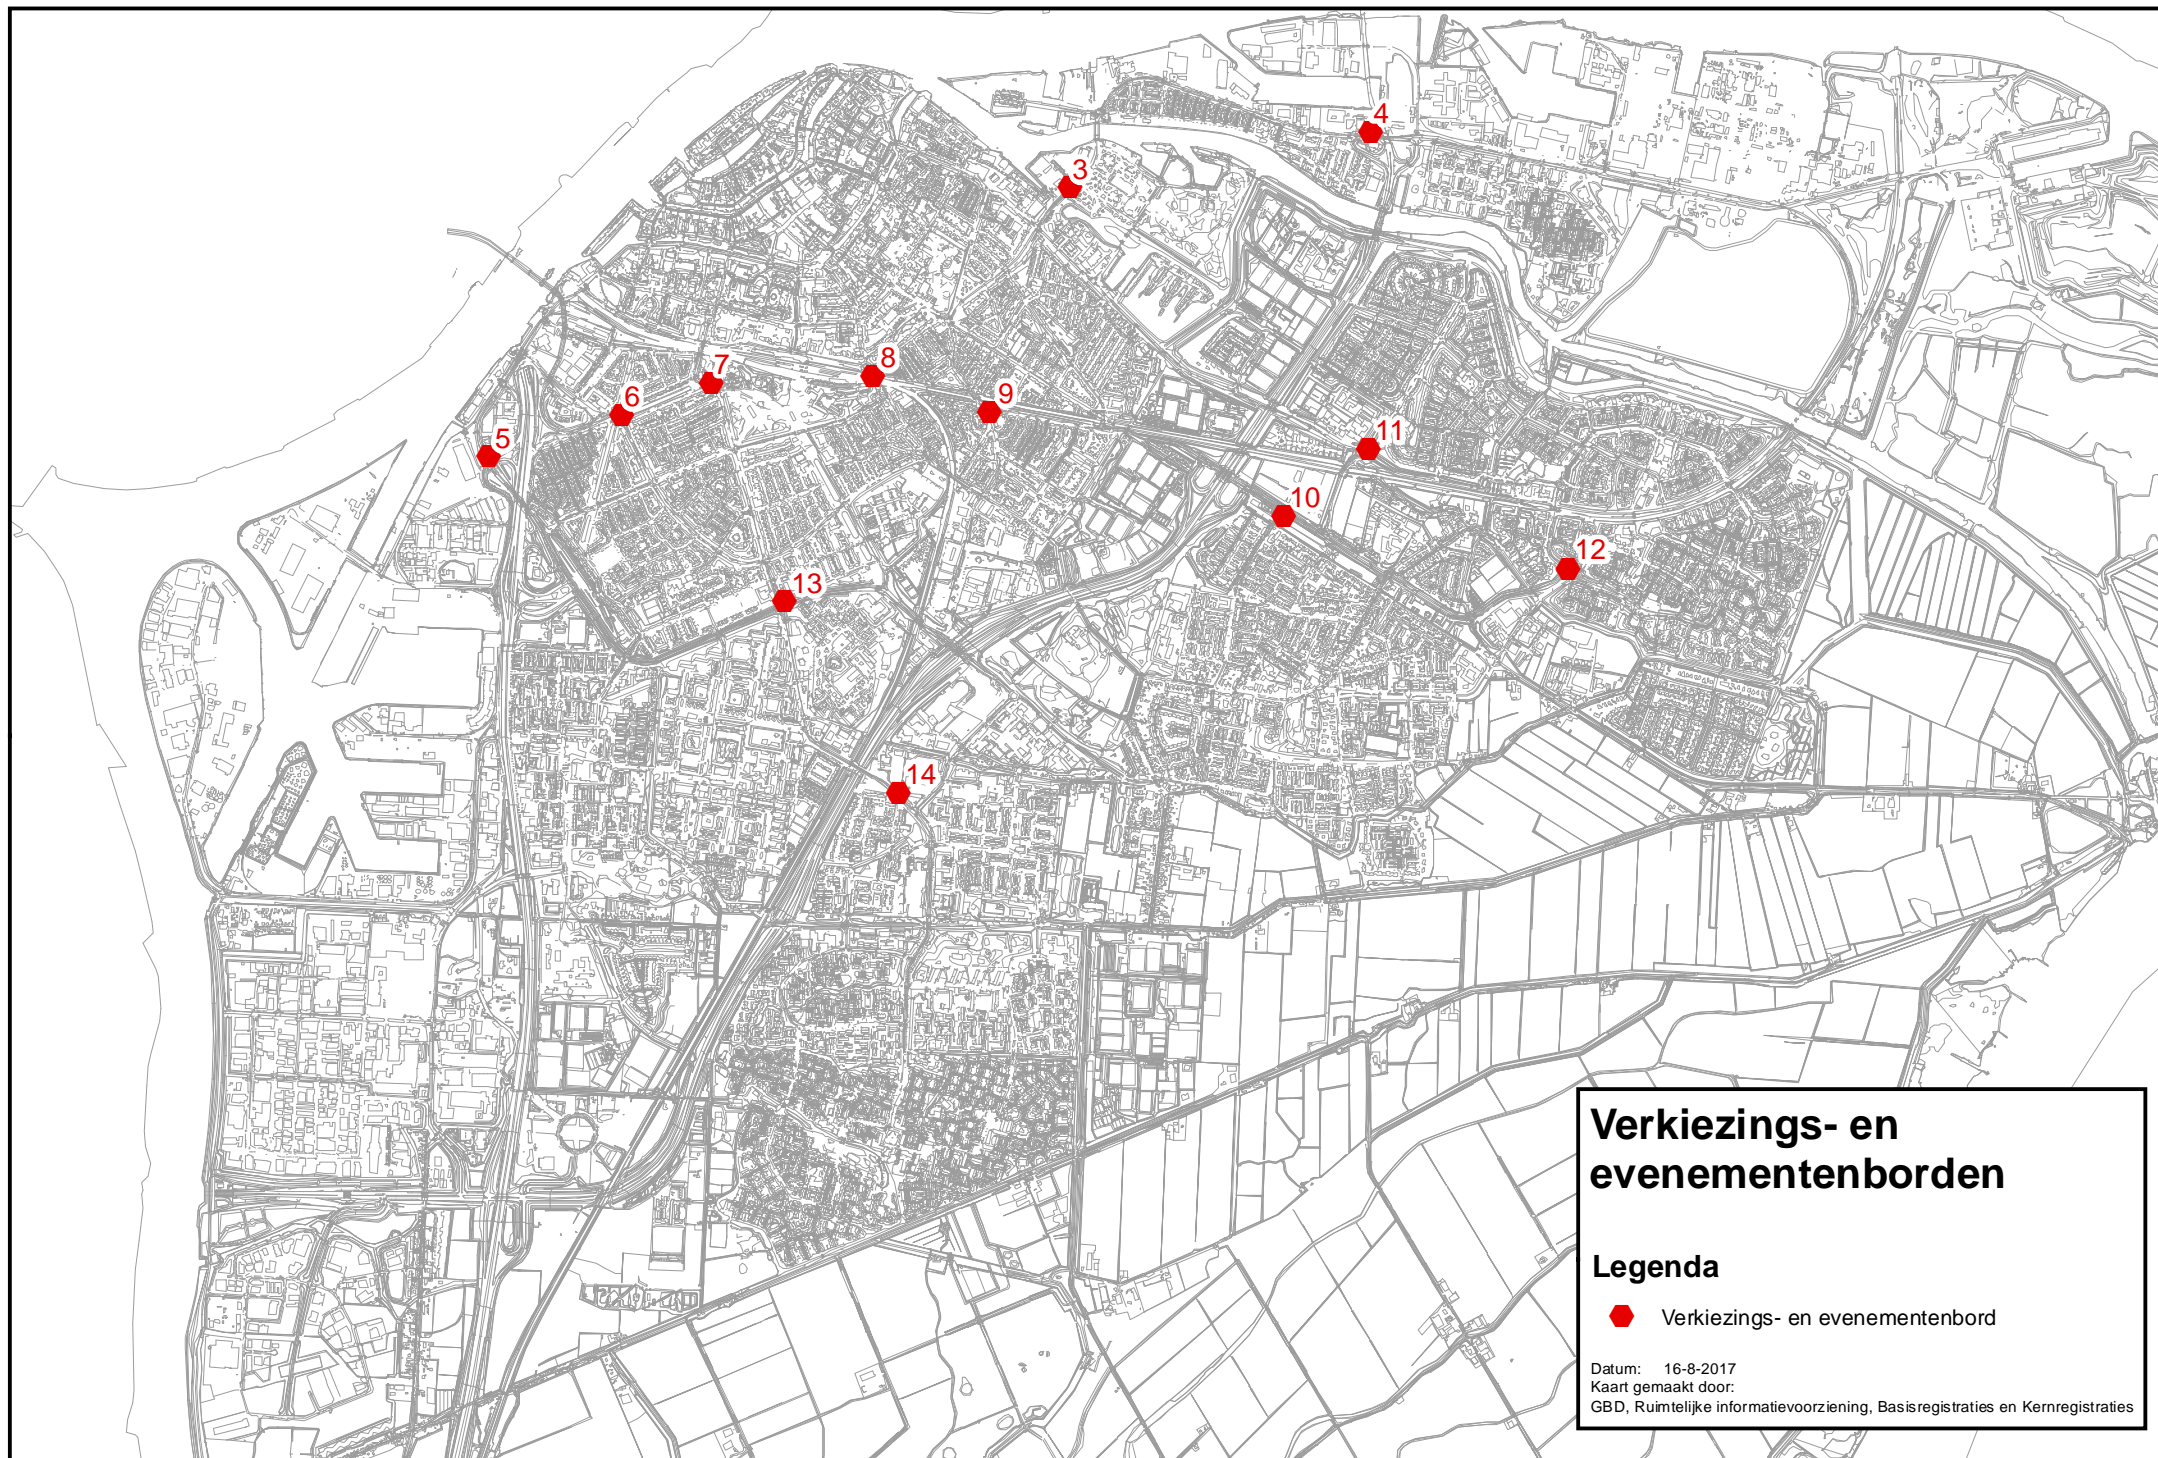 4
3
8
7
6
9
5
11
10
12
13
14
Verkiezings- en
evenementenborden
Legenda
Verkiezings- en evenementenbord
Datum: 16-8-2017
Kaart gemaakt door:
GBD, Ruimtelijke informatievoorziening, Basisregistraties en Kernregistraties